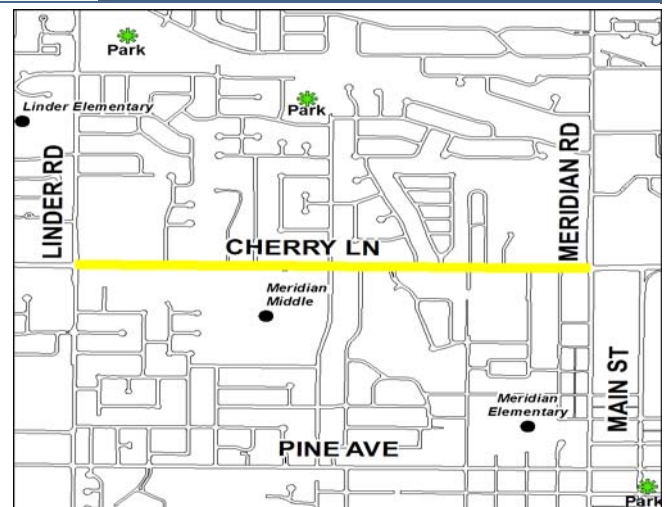 Park
Park
Linder Elementary
LINDER RD
MERIDIAN RD
CHERRY LN
Meridian
Middle
MAIN ST
Meridian
Elementary
PINE AVE
Park